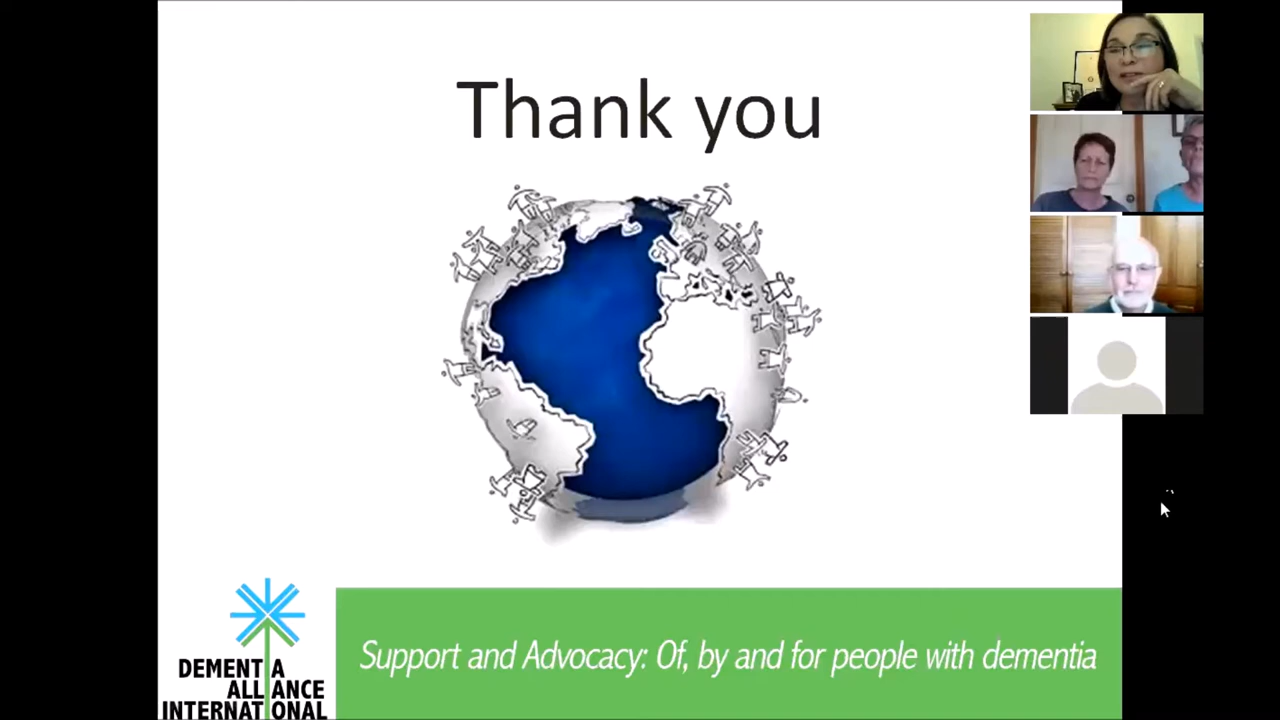 Thank you
Support and Advocacy: Of, by and for people with dementia
DEMENTIA
ALLIANCE
INTERNATIONAL